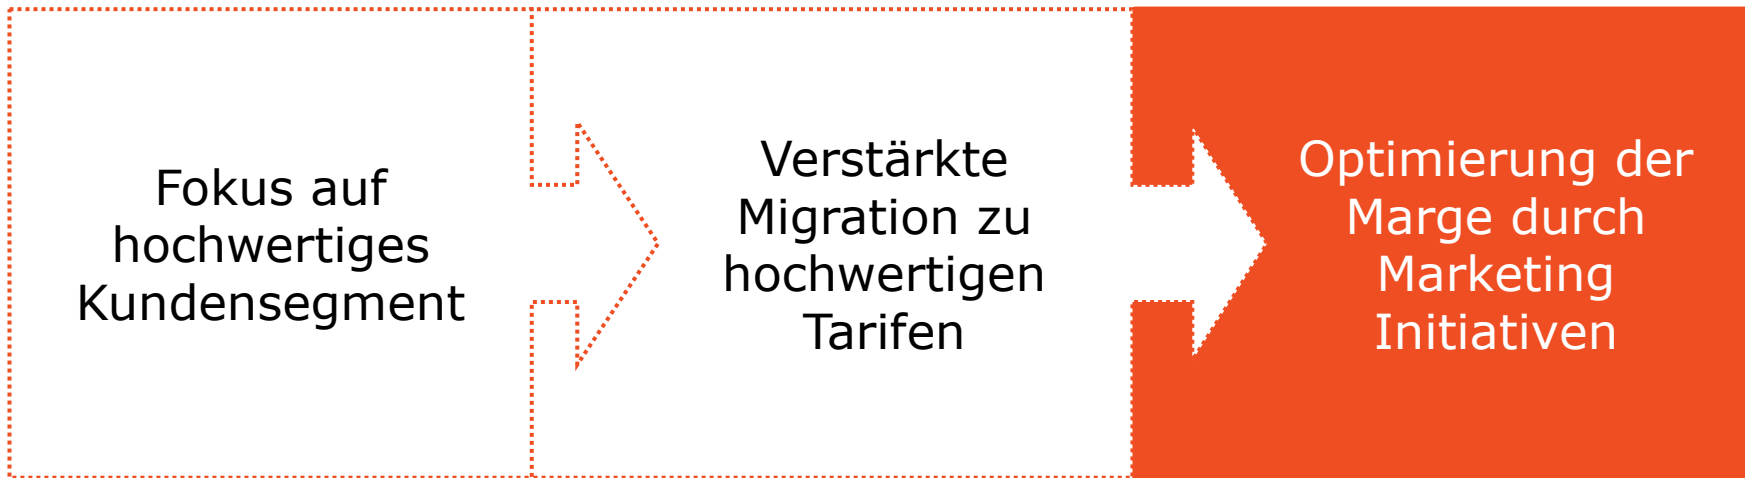 Fokus auf
hochwertiges
Kundensegment
Verstärkte
Migration zu
hochwertigen
Tarifen
Optimierung der
Marge durch
Marketing
Initiativen